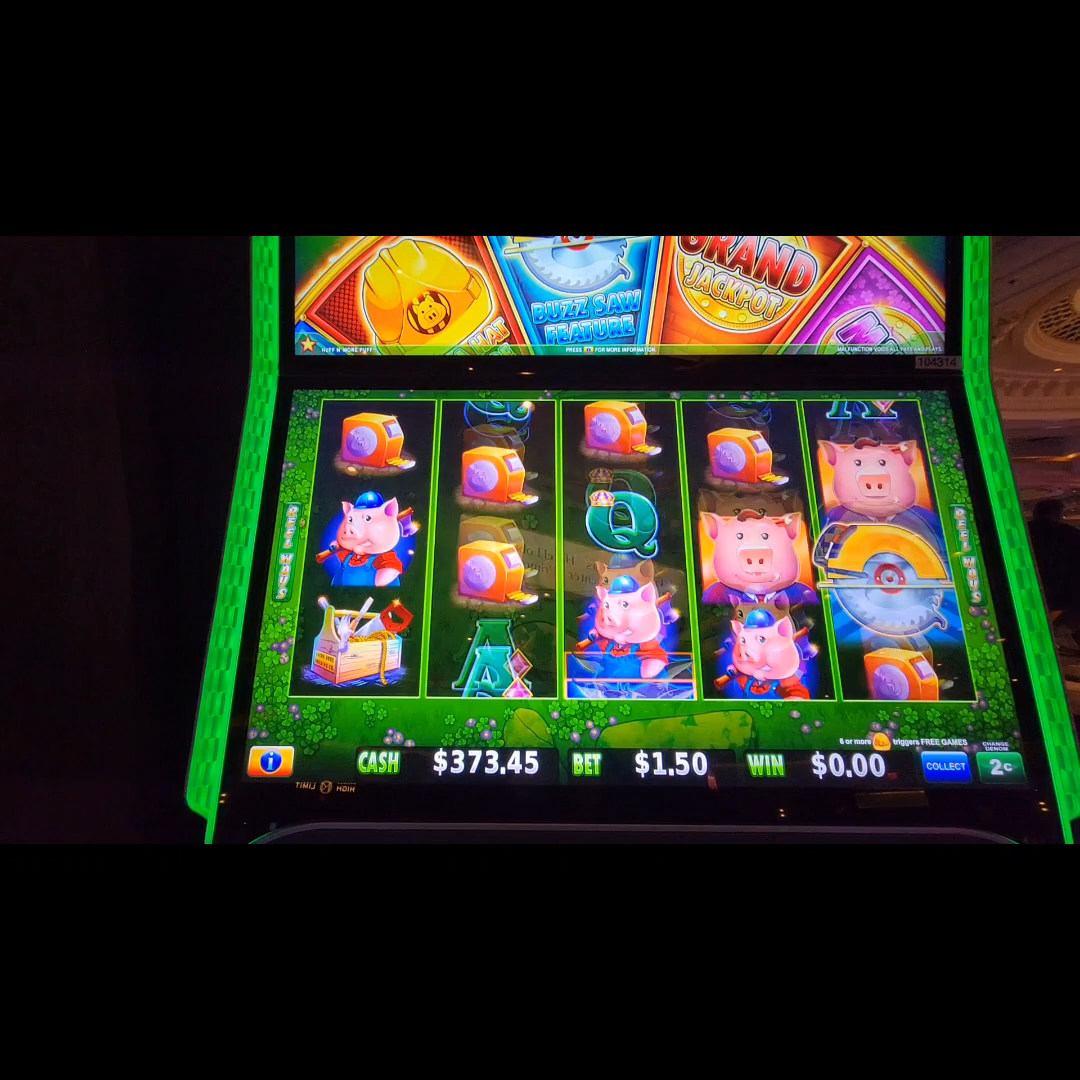 BUZZ SAW
FEATURE
GRAND
JACKPOT
HUFF N' MORE PUFF
PRESS FOR MORE INFORMATION
MALFUNCTION VOIDS ALL PAYS AND PLAYS
104314
REEL WAYS
REEL WAYS
Q
A
A
6 or more triggers FREE GAMES
i
CASH $373.45 BET $1.50 WIN $0.00
COLLECT
CHANGE
DENOM
2¢
HIGH LIMIT